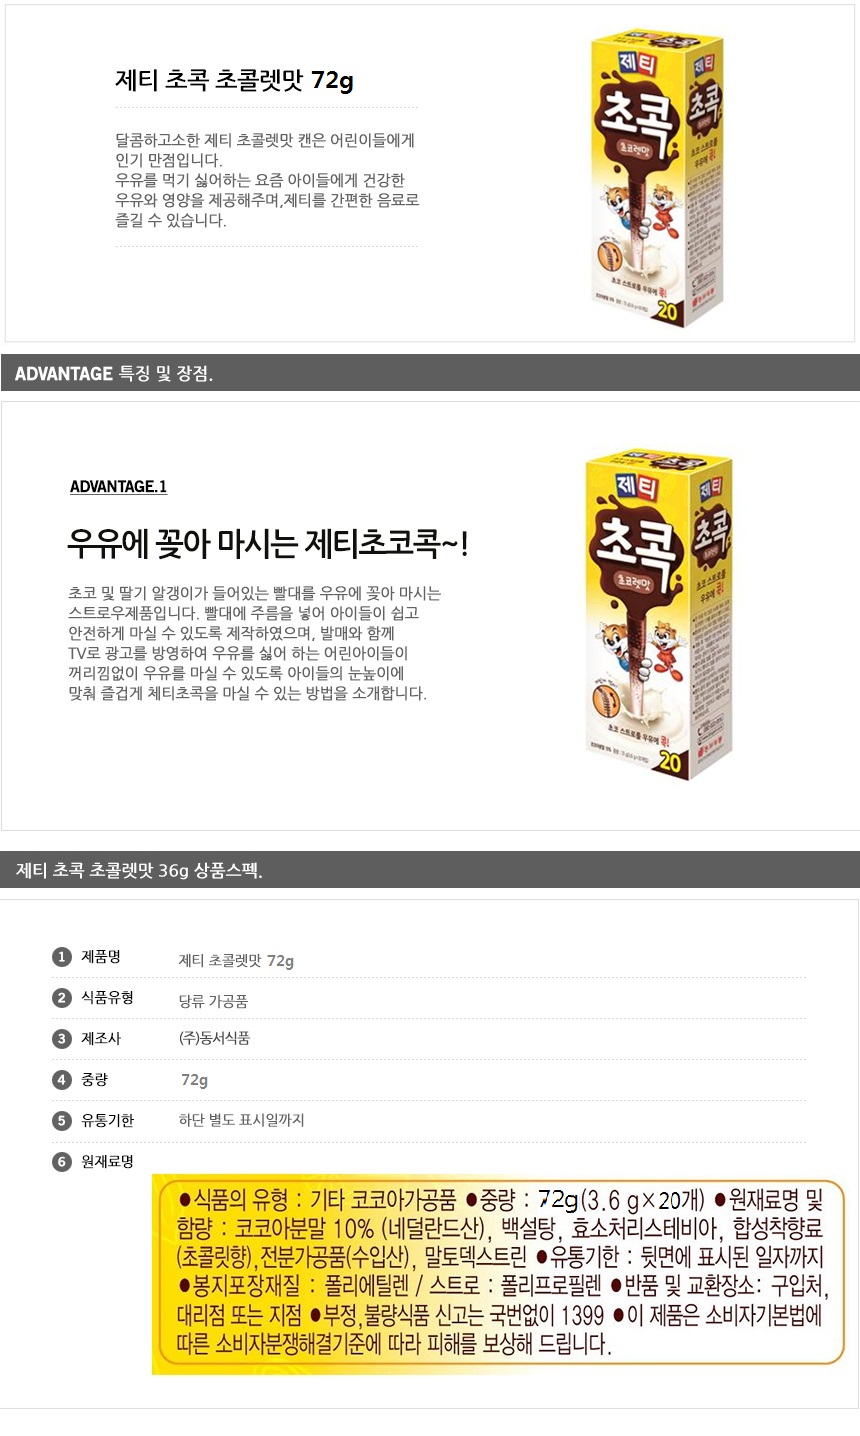 제티 초콕 초콜렛맛 72g
달콤하고소한 제티 초콜렛맛 캔은 어린이들에게
인기 만점입니다.
우유를 먹기 싫어하는 요즘 아이들에게 건강한
우유와 영양을 제공해주며,제티를 간편한 음료로
즐길 수 있습니다.
제티
초콕
초코렛맛
초코 스트로를 우유에 콕!
20
제티
초콕
ADVANTAGE 특징 및 장점.
ADVANTAGE.1
우유에 꽂아 마시는 제티초코콕~!
초코 및 딸기 알갱이가 들어있는 빨대를 우유에 꽂아 마시는
스트로우제품입니다. 빨대에 주름을 넣어 아이들이 쉽고
안전하게 마실 수 있도록 제작하였으며, 발매와 함께
TV로 광고를 방영하여 우유를 싫어 하는 어린아이들이
꺼리낌없이 우유를 마실 수 있도록 아이들의 눈높이에
맞춰 즐겁게 체티초콕을 마실 수 있는 방법을 소개합니다.
제티
초콕
초코렛맛
초코 스트로를 우유에 콕!
20
제티
초콕
초코 스트로를
우유에 콕!
제티 초콕 초콜렛맛 36g 상품스펙.
1 제품명 제티 초콜렛맛 72g
2 식품유형 당류 가공품
3 제조사 (주)동서식품
4 중량 72g
5 유통기한 하단 별도 표시일까지
6 원재료명
●식품의 유형 : 기타 코코아가공품 ●중량 : 72g(3.6 g×20개) ●원재료명 및
함량 : 코코아분말 10% (네덜란드산), 백설탕, 효소처리스테비아, 합성착향료
(초콜릿향),전분가공품(수입산), 말토덱스트린 ●유통기한 : 뒷면에 표시된 일자까지
●봉지포장재질 : 폴리에틸렌 / 스트로 : 폴리프로필렌 ●반품 및 교환장소: 구입처,
대리점 또는 지점 ●부정,불량식품 신고는 국번없이 1399 ●이 제품은 소비자기본법에
따른 소비자분쟁해결기준에 따라 피해를 보상해 드립니다.